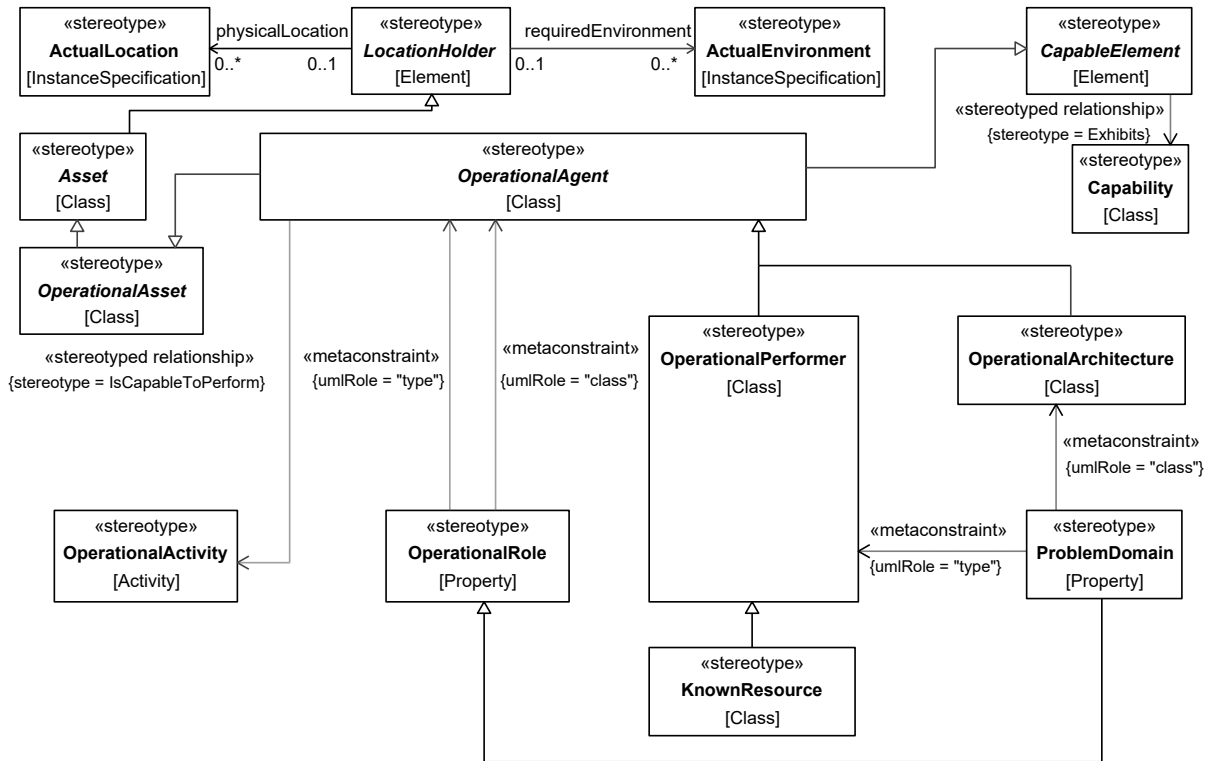 «stereotype»
ActualLocation
[InstanceSpecification]
physicalLocation
0..*
0..1
«stereotype»
LocationHolder
[Element]
requiredEnvironment
0..1
0..*
«stereotype»
ActualEnvironment
[InstanceSpecification]
«stereotype»
CapableElement
[Element]
«stereotyped relationship»
{stereotype = Exhibits}
«stereotype»
Asset
[Class]
«stereotype»
OperationalAgent
[Class]
«stereotype»
Capability
[Class]
«stereotype»
OperationalAsset
[Class]
«stereotyped relationship»
{stereotype = IsCapableToPerform}
«metaconstraint»
{umlRole = "type"}
«metaconstraint»
{umlRole = "class"}
«stereotype»
OperationalPerformer
[Class]
«stereotype»
OperationalArchitecture
[Class]
«metaconstraint»
{umlRole = "class"}
«stereotype»
OperationalActivity
[Activity]
«stereotype»
OperationalRole
[Property]
«metaconstraint»
{umlRole = "type"}
«stereotype»
ProblemDomain
[Property]
«stereotype»
KnownResource
[Class]